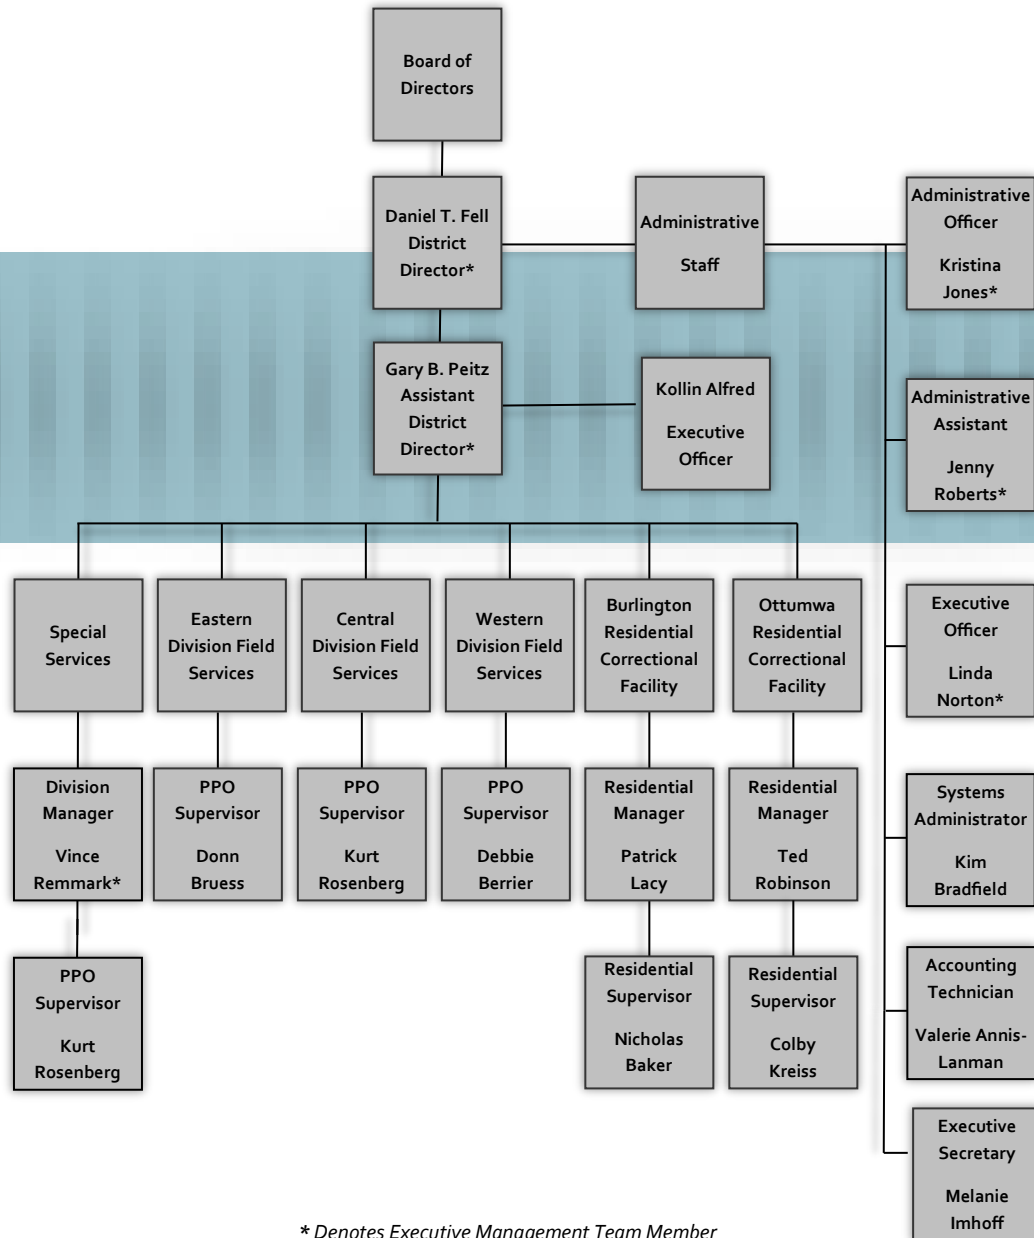 Board of
Directors
Daniel T. Fell
District
Director*
Administrative
Staff
Administrative
Officer
Kristina
Jones*
Gary B. Peitz
Assistant
District
Director*
Kollin Alfred
Executive
Officer
Administrative
Assistant
Jenny
Roberts*
Special
Services
Eastern
Division Field
Services
Central
Division Field
Services
Western
Division Field
Services
Burlington
Residential
Correctional
Facility
Ottumwa
Residential
Correctional
Facility
Executive
Officer
Linda
Norton*
Division
Manager
Vince
Remmark*
PPO
Supervisor
Donn
Bruess
PPO
Supervisor
Kurt
Rosenberg
PPO
Supervisor
Debbie
Berrier
Residential
Manager
Patrick
Lacy
Residential
Manager
Ted
Robinson
Systems
Administrator
Kim
Bradfield
PPO
Supervisor
Kurt
Rosenberg
Residential
Supervisor
Nicholas
Baker
Residential
Supervisor
Colby
Kreiss
Accounting
Technician
Valerie Annis-
Lanman
Executive
Secretary
Melanie
Imhoff
* Denotes Executive Management Team Member